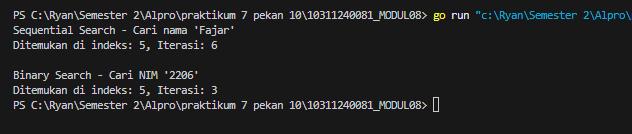 PS C:\Ryan\Semester 2\Alpro\praktikum 7 pekan 10\10311240081_MODUL08> go run "c:\Ryan\Semester 2\Alpro\
Sequential Search - Cari nama 'Fajar'
Ditemukan di indeks: 5, Iterasi: 6
Binary Search - Cari NIM '2206'
Ditemukan di indeks: 5, Iterasi: 3
PS C:\Ryan\Semester 2\Alpro\praktikum 7 pekan 10\10311240081_MODUL08>